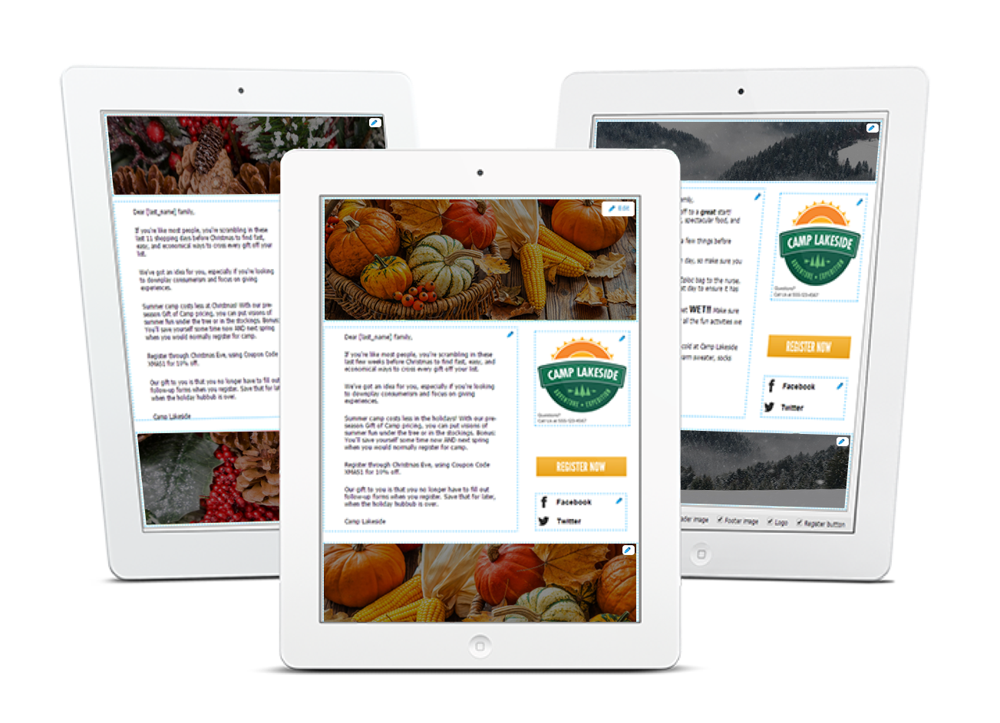 Dear [last_name] family,
If you're like most people, you're scrambling in these
last 11 shopping days before Christmas to find fast,
easy, and economical ways to cross every gift off your
list.
We've got an idea for you, especially if you're looking
to downplay consumerism and focus on giving
experiences.
Summer camp costs less at Christmas! With our pre-
season Gift of Camp pricing, you can put visions of
summer fun under the tree or in the stockings. Bonus:
You'll save yourself some time now AND next spring
when you would normally register for camp.
Register through Christmas Eve, using Coupon Code
XMAS1 for 10% off.
Our gift to you is that you no longer have to fill out
follow-up forms when you register. Save that for lat
when the holiday hubbub is over.
Camp Lakeside
Edit
Dear [last_name] family,
If you're like most people, you're scrambling in these
last few weeks before Christmas to find fast, easy, and
economical ways to cross every gift off your list.
We've got an idea for you, especially if you're looking
to downplay consumerism and focus on giving
experiences.
Summer camp costs less in the holidays! With our pre-
season Gift of Camp pricing, you can put visions of
summer fun under the tree or in the stockings. Bonus:
You'll save yourself some time now AND next spring
when you would normally register for camp.
Register through Christmas Eve, using Coupon Code
XMAS1 for 10% off.
Our gift to you is that you no longer have to fill out
follow-up forms when you register. Save that for later,
when the holiday hubbub is over.
Camp Lakeside
CAMP LAKESIDE
ADVENTURE • EXPEDITION
Questions?
Call Us at 555-123-4567
REGISTER NOW
Facebook
Twitter
mily,
ff to a great start!
, spectacular food, and
a few things before
n day, so make sure you
Ziploc bag to the nurse.
st day to ensure it has
et WET!! Make sure
all the fun activities we
cold at Camp Lakeside
arm sweater, socks
CAMP LAKESIDE
ADVENTURE • EXPEDITION
Questions?
Call Us at 555-123-4567
REGISTER NOW
Facebook
Twitter
ader image Footer image Logo Register button